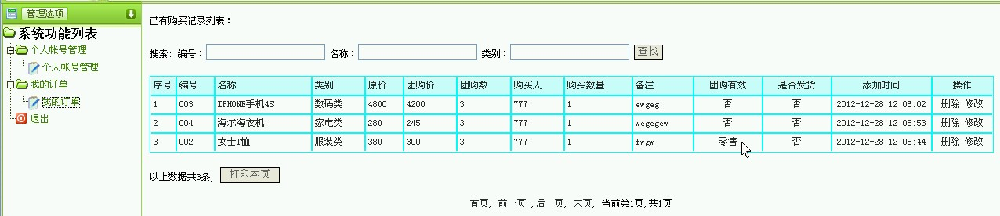 管理选项
系统功能列表
个人帐号管理
个人帐号管理
我的订单
我的订单
退出
已有购买记录列表：
搜索: 编号： 名称： 类别： 查找
序号 编号 名称 类别 原价 团购价 团购数 购买人 购买数量 备注 团购有效 是否发货 添加时间 操作
1 003 IPHONE手机4S 数码类 4800 4200 3 777 1 ewgeg 否 否 2012-12-28 12:06:02 删除 修改
2 004 海尔海衣机 家电类 280 245 3 777 1 wegegew 否 否 2012-12-28 12:05:53 删除 修改
3 002 女士T恤 服装类 380 300 3 777 1 fwgw 零售 否 2012-12-28 12:05:44 删除 修改
以上数据共3条, 打印本页
首页, 前一页 ,后一页, 末页, 当前第1页,共1页